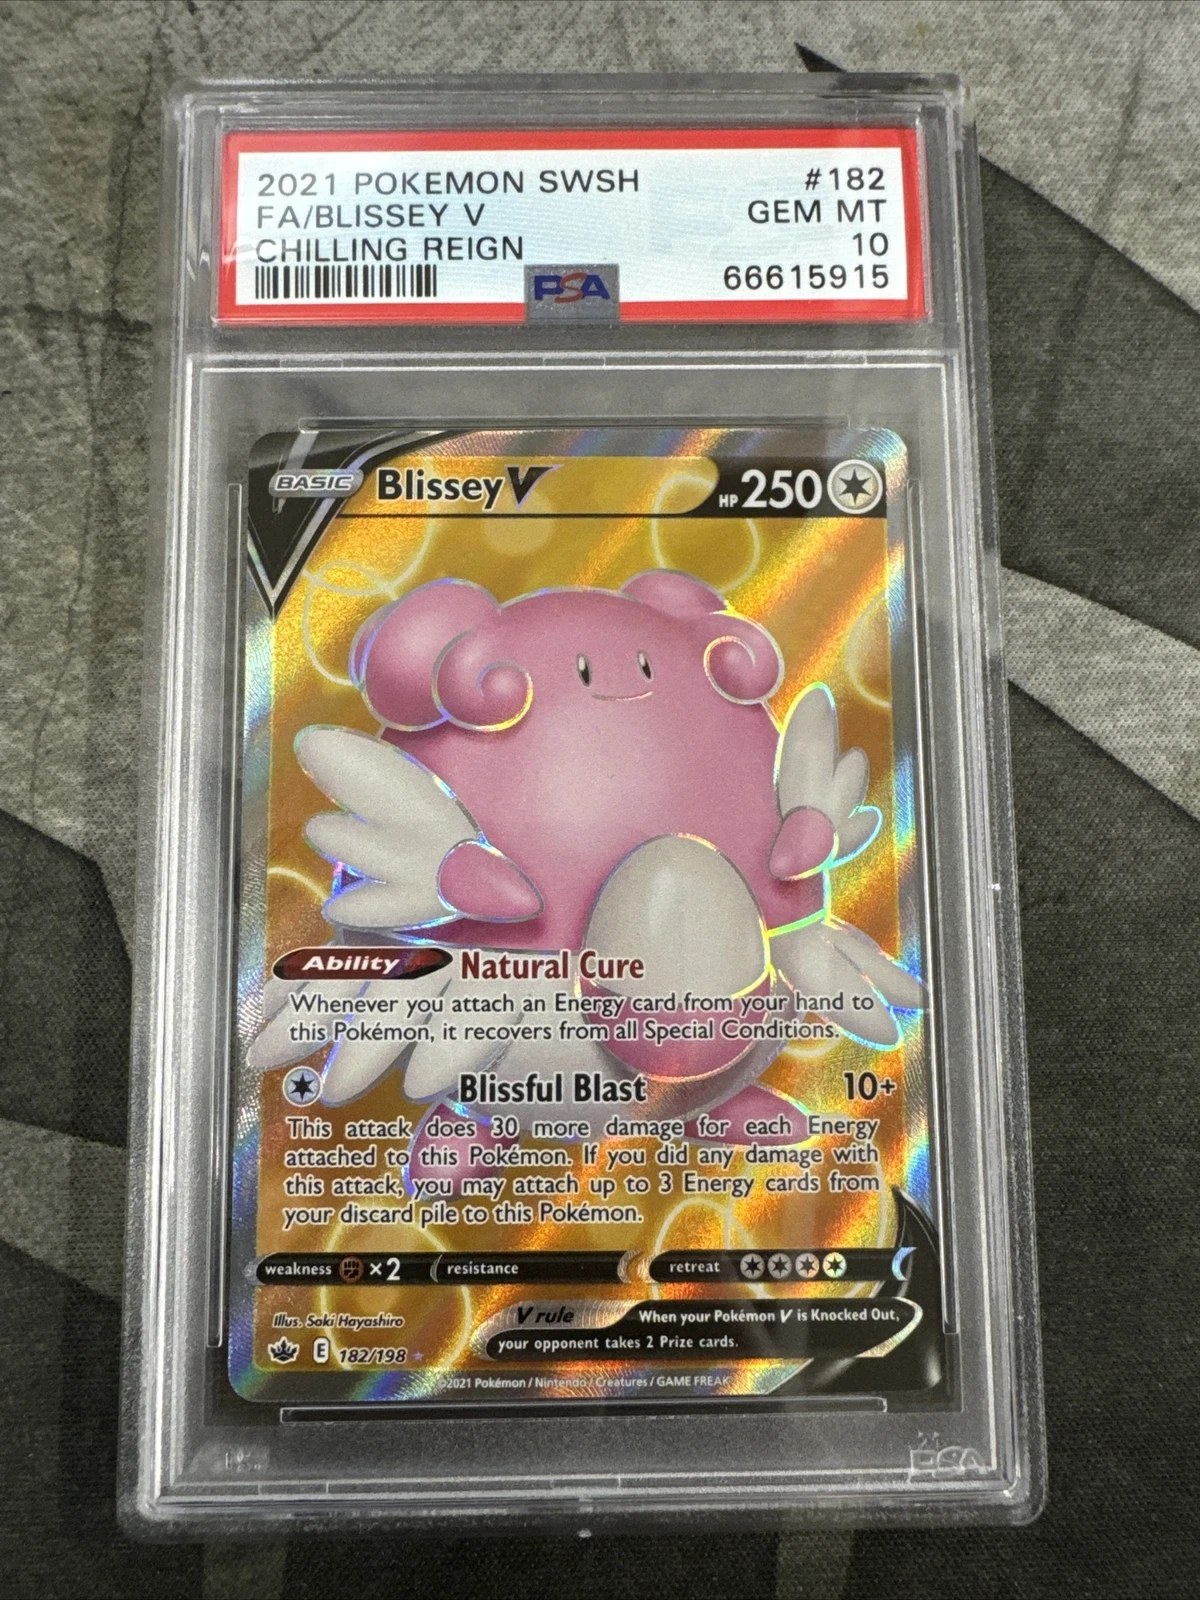 2021 POKEMON SWSH #182
FA/BLISSEY V GEM MT
CHILLING REIGN 10
66615915
PSA
BASIC Blissey V HP 250
Ability Natural Cure
Whenever you attach an Energy card from your hand to
this Pokémon, it recovers from all Special Conditions.
Blissful Blast 10+
This attack does 30 more damage for each Energy
attached to this Pokémon. If you did any damage with
this attack, you may attach up to 3 Energy cards from
your discard pile to this Pokémon.
weakness ×2 resistance retreat
Illus. Saki Hayashiro
V rule When your Pokémon V is Knocked Out,
your opponent takes 2 Prize cards.
E 182/198
©2021 Pokémon / Nintendo / Creatures / GAME FREAK
PSA